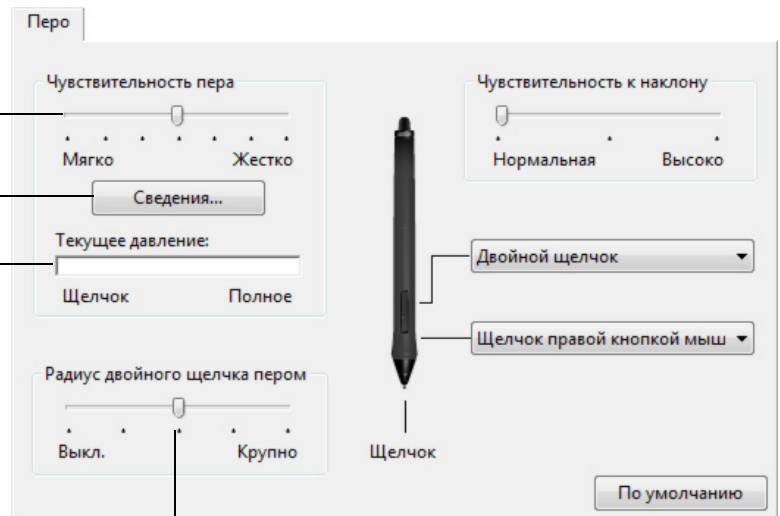 Перо
Чувствительность пера
Мягко Жестко
Сведения...
Текущее давление:
Щелчок Полное
Радиус двойного щелчка пером
Выкл. Крупно
Чувствительность к наклону
Нормальная Высоко
Двойной щелчок
Щелчок правой кнопкой мыш
Щелчок
По умолчанию